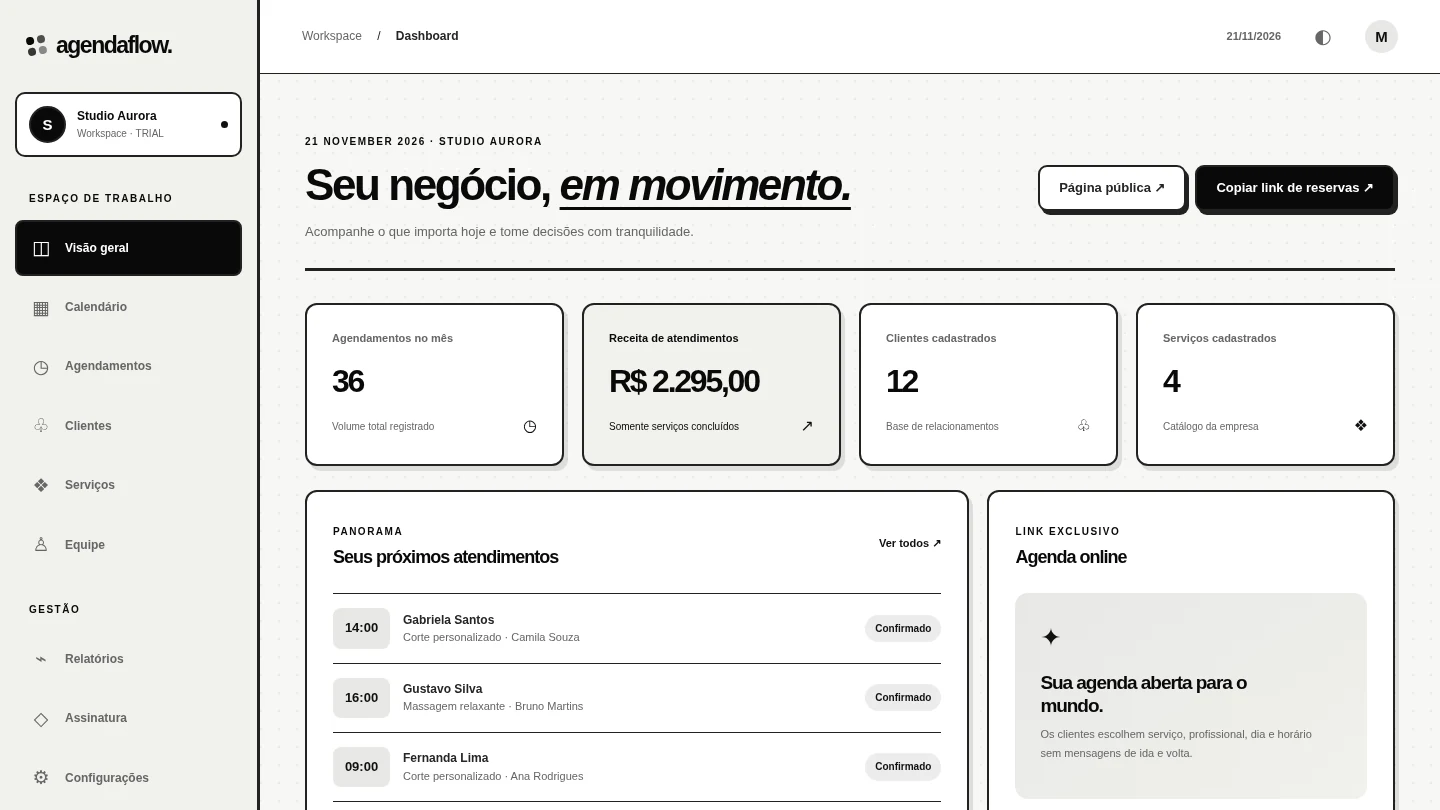 agendaflow.
S
Studio Aurora
Workspace · TRIAL
ESPAÇO DE TRABALHO
Visão geral
Calendário
Agendamentos
Clientes
Serviços
Equipe
GESTÃO
Relatórios
Assinatura
Configurações
Workspace / Dashboard
21/11/2026
M
21 NOVEMBER 2026 · STUDIO AURORA
Seu negócio, em movimento.
Acompanhe o que importa hoje e tome decisões com tranquilidade.
Página pública ↗
Copiar link de reservas ↗
Agendamentos no mês
36
Volume total registrado
Receita de atendimentos
R$ 2.295,00
Somente serviços concluídos
↗
Clientes cadastrados
12
Base de relacionamentos
Serviços cadastrados
4
Catálogo da empresa
PANORAMA
Seus próximos atendimentos
Ver todos ↗
14:00
Gabriela Santos
Corte personalizado · Camila Souza
Confirmado
16:00
Gustavo Silva
Massagem relaxante · Bruno Martins
Confirmado
09:00
Fernanda Lima
Corte personalizado · Ana Rodrigues
Confirmado
LINK EXCLUSIVO
Agenda online
Sua agenda aberta para o
mundo.
Os clientes escolhem serviço, profissional, dia e horário
sem mensagens de ida e volta.